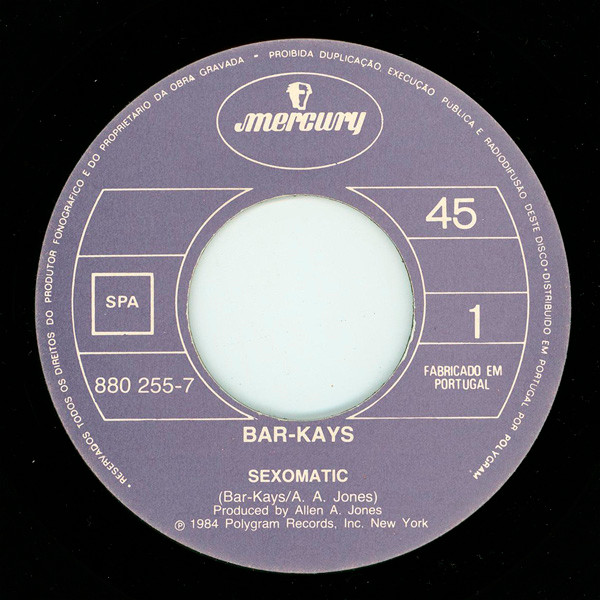 • RESERVADOS TODOS OS DIREITOS DO PRODUTOR FONOGRAFICO E DO PROPRIETARIO DA OBRA GRAVADA - PROIBIDA DUPLICAÇÃO, EXECUÇÃO PUBLICA E RADIODIFUSÃO DESTE DISCO • DISTRIBUIDO EM PORTUGAL POR POLYGRAM
mercury
45
SPA
1
880 255-7
FABRICADO EM
PORTUGAL
BAR-KAYS
SEXOMATIC
(Bar-Kays/A. A. Jones)
Produced by Allen A. Jones
℗ 1984 Polygram Records, Inc. New York